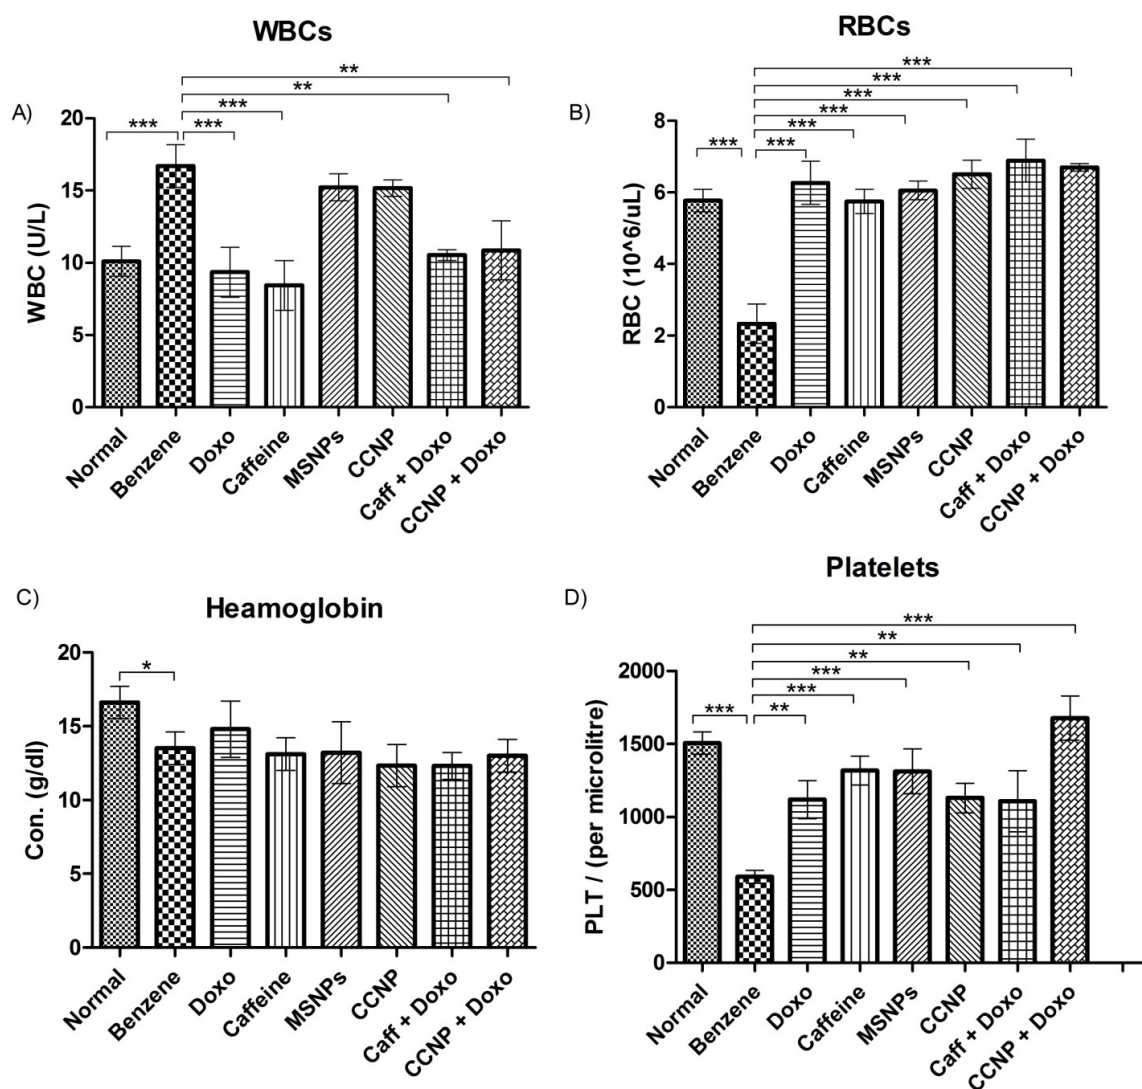 WBCs
A)
**
**
***
***
***
20
15
10
5
0
WBC (U/L)
Normal
Benzene
Doxo
Caffeine
MSNPs
CCNP
Caff + Doxo
CCNP + Doxo
RBCs
B)
***
***
***
***
***
***
***
8
6
4
2
0
RBC (10^6/uL)
Normal
Benzene
Doxo
Caffeine
MSNPs
CCNP
Caff + Doxo
CCNP + Doxo
C)
Heamoglobin
*
20
15
10
5
0
Con. (g/dl)
Normal
Benzene
Doxo
Caffeine
MSNPs
CCNP
Caff + Doxo
CCNP + Doxo
Platelets
D)
***
**
**
***
***
***
**
2000
1500
1000
500
0
PLT / (per microlitre)
Normal
Benzene
Doxo
Caffeine
MSNPs
CCNP
Caff + Doxo
CCNP + Doxo